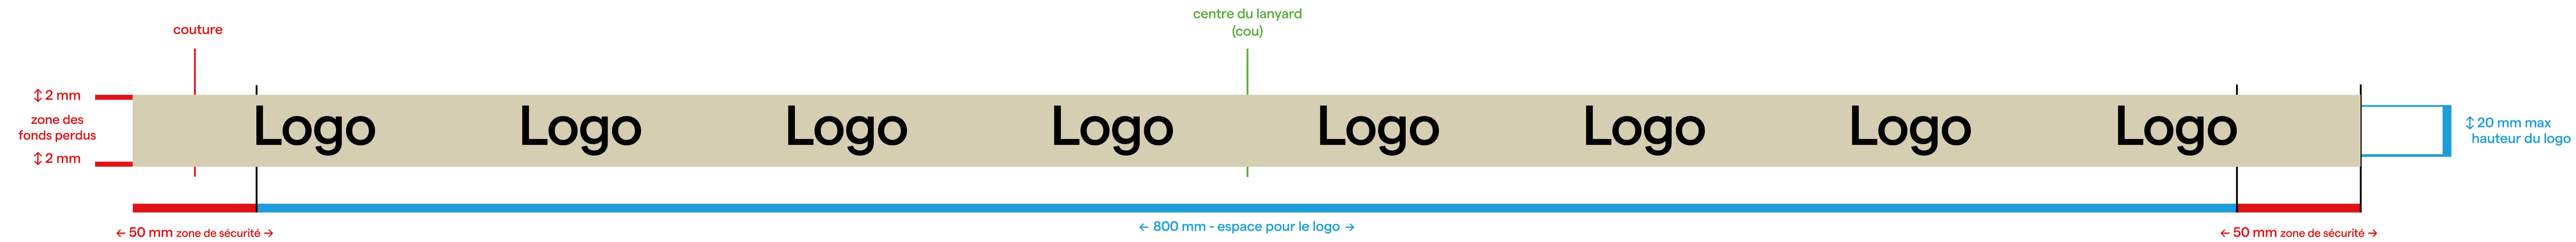 centre du lanyard
(cou)
couture
↕ 2 mm
zone des
fonds perdus
↕ 2 mm
Logo Logo Logo Logo Logo Logo Logo Logo
↕ 20 mm max
hauteur du logo
← 50 mm zone de sécurité →
← 800 mm - espace pour le logo →
← 50 mm zone de sécurité →